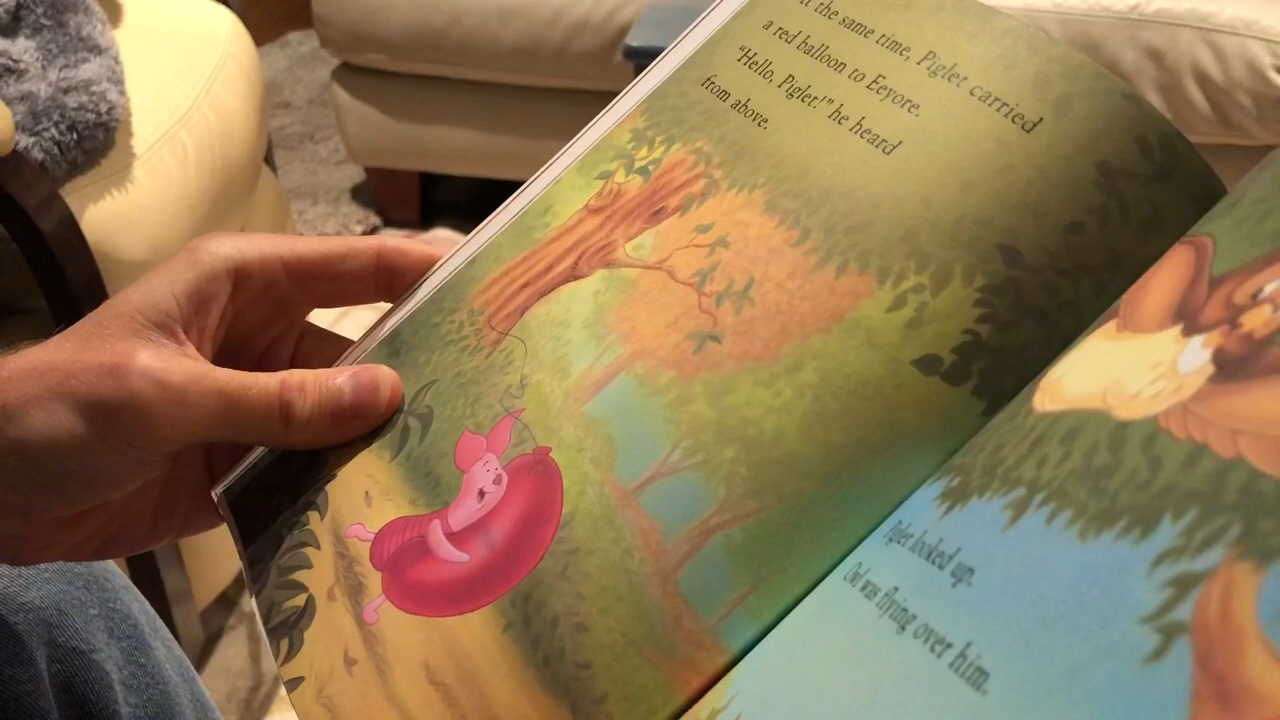 At the same time, Piglet carried
a red balloon to Eeyore.
"Hello, Piglet!" he heard
from above.
Piglet looked up.
Owl was flying over him.